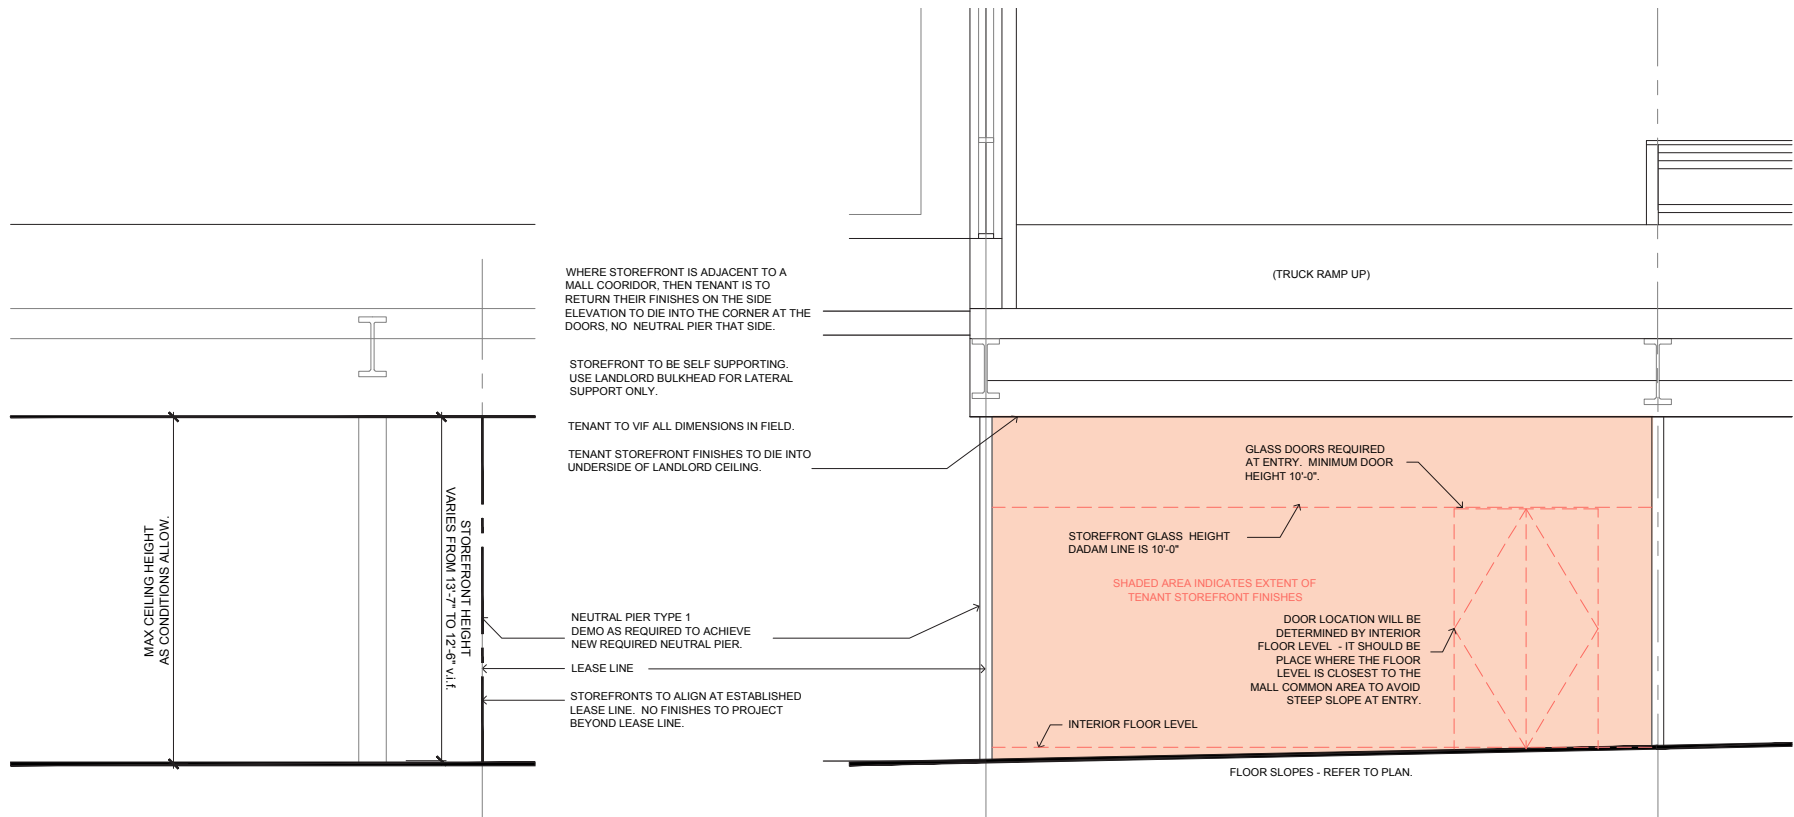 WHERE STOREFRONT IS ADJACENT TO A
MALL COORIDOR, THEN TENANT IS TO
RETURN THEIR FINISHES ON THE SIDE
ELEVATION TO DIE INTO THE CORNER AT THE
DOORS, NO NEUTRAL PIER THAT SIDE.
STOREFRONT TO BE SELF SUPPORTING.
USE LANDLORD BULKHEAD FOR LATERAL
SUPPORT ONLY.
TENANT TO VIF ALL DIMENSIONS IN FIELD.
TENANT STOREFRONT FINISHES TO DIE INTO
UNDERSIDE OF LANDLORD CEILING.
MAX CEILING HEIGHT
AS CONDITIONS ALLOW.
STOREFRONT HEIGHT
VARIES FROM 13'-7" TO 12'-6" v.i.f.
NEUTRAL PIER TYPE 1
DEMO AS REQUIRED TO ACHIEVE
NEW REQUIRED NEUTRAL PIER.
LEASE LINE
STOREFRONTS TO ALIGN AT ESTABLISHED
LEASE LINE. NO FINISHES TO PROJECT
BEYOND LEASE LINE.
(TRUCK RAMP UP)
GLASS DOORS REQUIRED
AT ENTRY. MINIMUM DOOR
HEIGHT 10'-0".
STOREFRONT GLASS HEIGHT
DADAM LINE IS 10'-0"
SHADED AREA INDICATES EXTENT OF
TENANT STOREFRONT FINISHES
DOOR LOCATION WILL BE
DETERMINED BY INTERIOR
FLOOR LEVEL - IT SHOULD BE
PLACE WHERE THE FLOOR
LEVEL IS CLOSEST TO THE
MALL COMMON AREA TO AVOID
STEEP SLOPE AT ENTRY.
INTERIOR FLOOR LEVEL
FLOOR SLOPES - REFER TO PLAN.